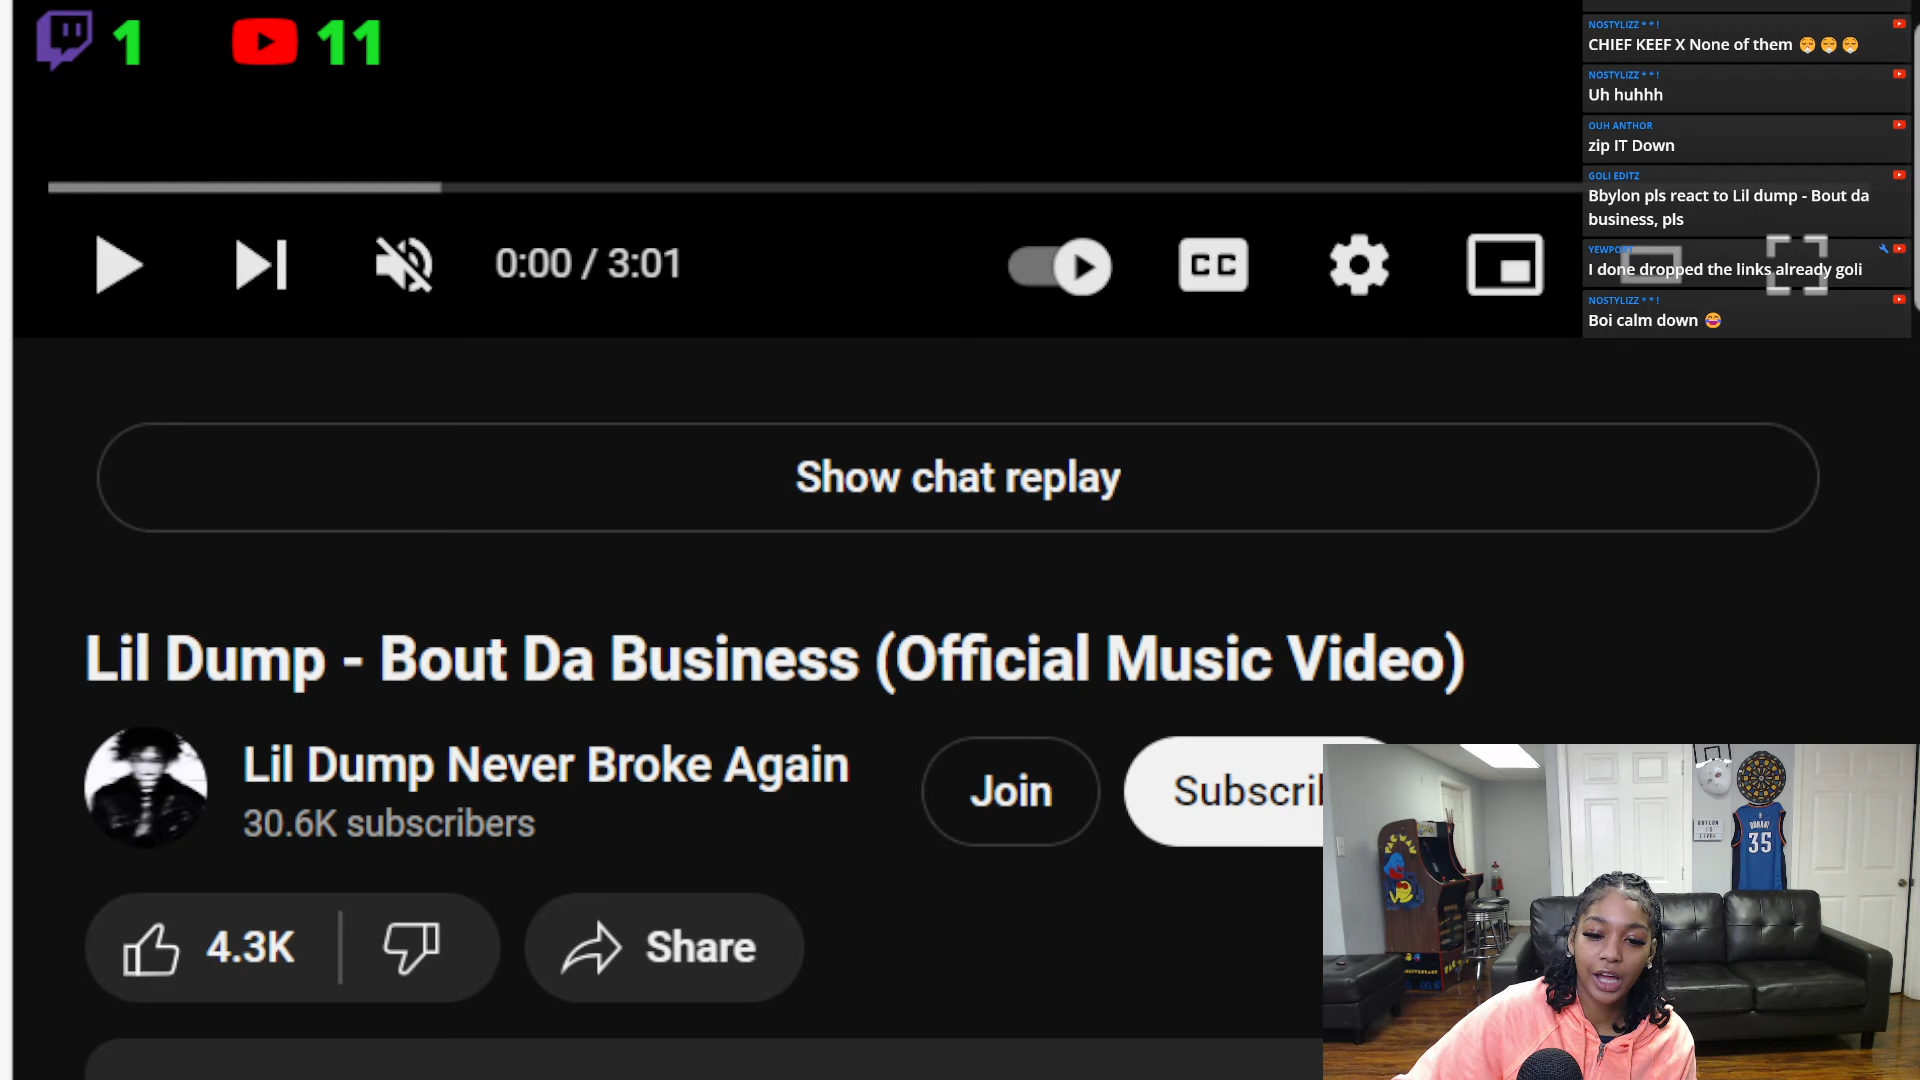 1
11
NOSTYLIZZ * * !
CHIEF KEEF X None of them
NOSTYLIZZ * * !
Uh huhhh
OUH ANTHOR
zip IT Down
GOLI EDITZ
Bbylon pls react to Lil dump - Bout da
business, pls
I done dropped the links already goli
NOSTYLIZZ * * !
Boi calm down
0:00 / 3:01
CC
Show chat replay
Lil Dump - Bout Da Business (Official Music Video)
Lil Dump Never Broke Again
30.6K subscribers
Join
Subscri
4.3K
Share
PAC MAN
DURANT
35